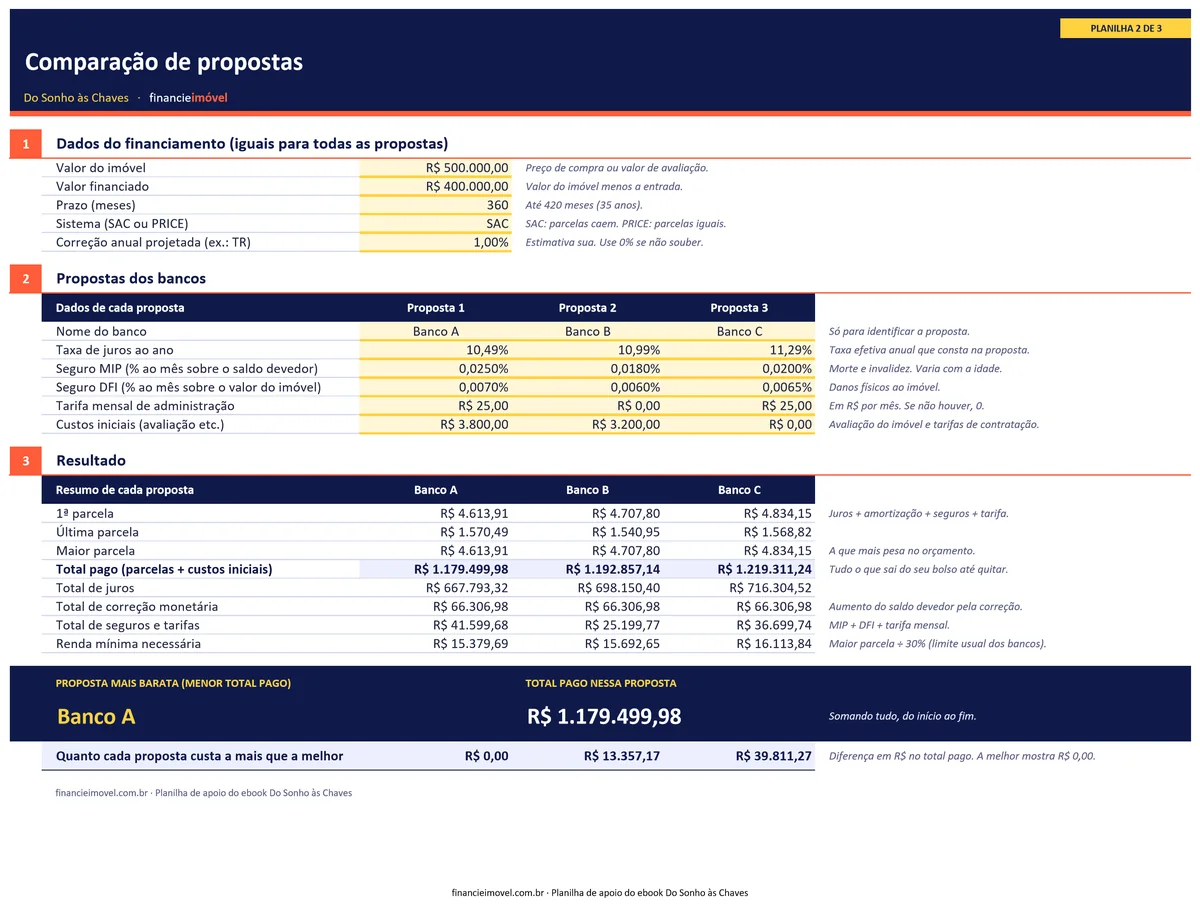 PLANILHA 2 DE 3
Comparação de propostas
Do Sonho às Chaves · financieimóvel
1 Dados do financiamento (iguais para todas as propostas)
Valor do imóvel R$ 500.000,00 Preço de compra ou valor de avaliação.
Valor financiado R$ 400.000,00 Valor do imóvel menos a entrada.
Prazo (meses) 360 Até 420 meses (35 anos).
Sistema (SAC ou PRICE) SAC SAC: parcelas caem. PRICE: parcelas iguais.
Correção anual projetada (ex.: TR) 1,00% Estimativa sua. Use 0% se não souber.
2 Propostas dos bancos
Dados de cada proposta Proposta 1 Proposta 2 Proposta 3
Nome do banco Banco A Banco B Banco C Só para identificar a proposta.
Taxa de juros ao ano 10,49% 10,99% 11,29% Taxa efetiva anual que consta na proposta.
Seguro MIP (% ao mês sobre o saldo devedor) 0,0250% 0,0180% 0,0200% Morte e invalidez. Varia com a idade.
Seguro DFI (% ao mês sobre o valor do imóvel) 0,0070% 0,0060% 0,0065% Danos físicos ao imóvel.
Tarifa mensal de administração R$ 25,00 R$ 0,00 R$ 25,00 Em R$ por mês. Se não houver, 0.
Custos iniciais (avaliação etc.) R$ 3.800,00 R$ 3.200,00 R$ 0,00 Avaliação do imóvel e tarifas de contratação.
3 Resultado
Resumo de cada proposta Banco A Banco B Banco C
1ª parcela R$ 4.613,91 R$ 4.707,80 R$ 4.834,15 Juros + amortização + seguros + tarifa.
Última parcela R$ 1.570,49 R$ 1.540,95 R$ 1.568,82
Maior parcela R$ 4.613,91 R$ 4.707,80 R$ 4.834,15 A que mais pesa no orçamento.
Total pago (parcelas + custos iniciais) R$ 1.179.499,98 R$ 1.192.857,14 R$ 1.219.311,24 Tudo o que sai do seu bolso até quitar.
Total de juros R$ 667.793,32 R$ 698.150,40 R$ 716.304,52
Total de correção monetária R$ 66.306,98 R$ 66.306,98 R$ 66.306,98 Aumento do saldo devedor pela correção.
Total de seguros e tarifas R$ 41.599,68 R$ 25.199,77 R$ 36.699,74 MIP + DFI + tarifa mensal.
Renda mínima necessária R$ 15.379,69 R$ 15.692,65 R$ 16.113,84 Maior parcela ÷ 30% (limite usual dos bancos).
PROPOSTA MAIS BARATA (MENOR TOTAL PAGO) TOTAL PAGO NESSA PROPOSTA
Banco A R$ 1.179.499,98 Somando tudo, do início ao fim.
Quanto cada proposta custa a mais que a melhor R$ 0,00 R$ 13.357,17 R$ 39.811,27 Diferença em R$ no total pago. A melhor mostra R$ 0,00.
financieimovel.com.br · Planilha de apoio do ebook Do Sonho às Chaves
financieimovel.com.br · Planilha de apoio do ebook Do Sonho às Chaves